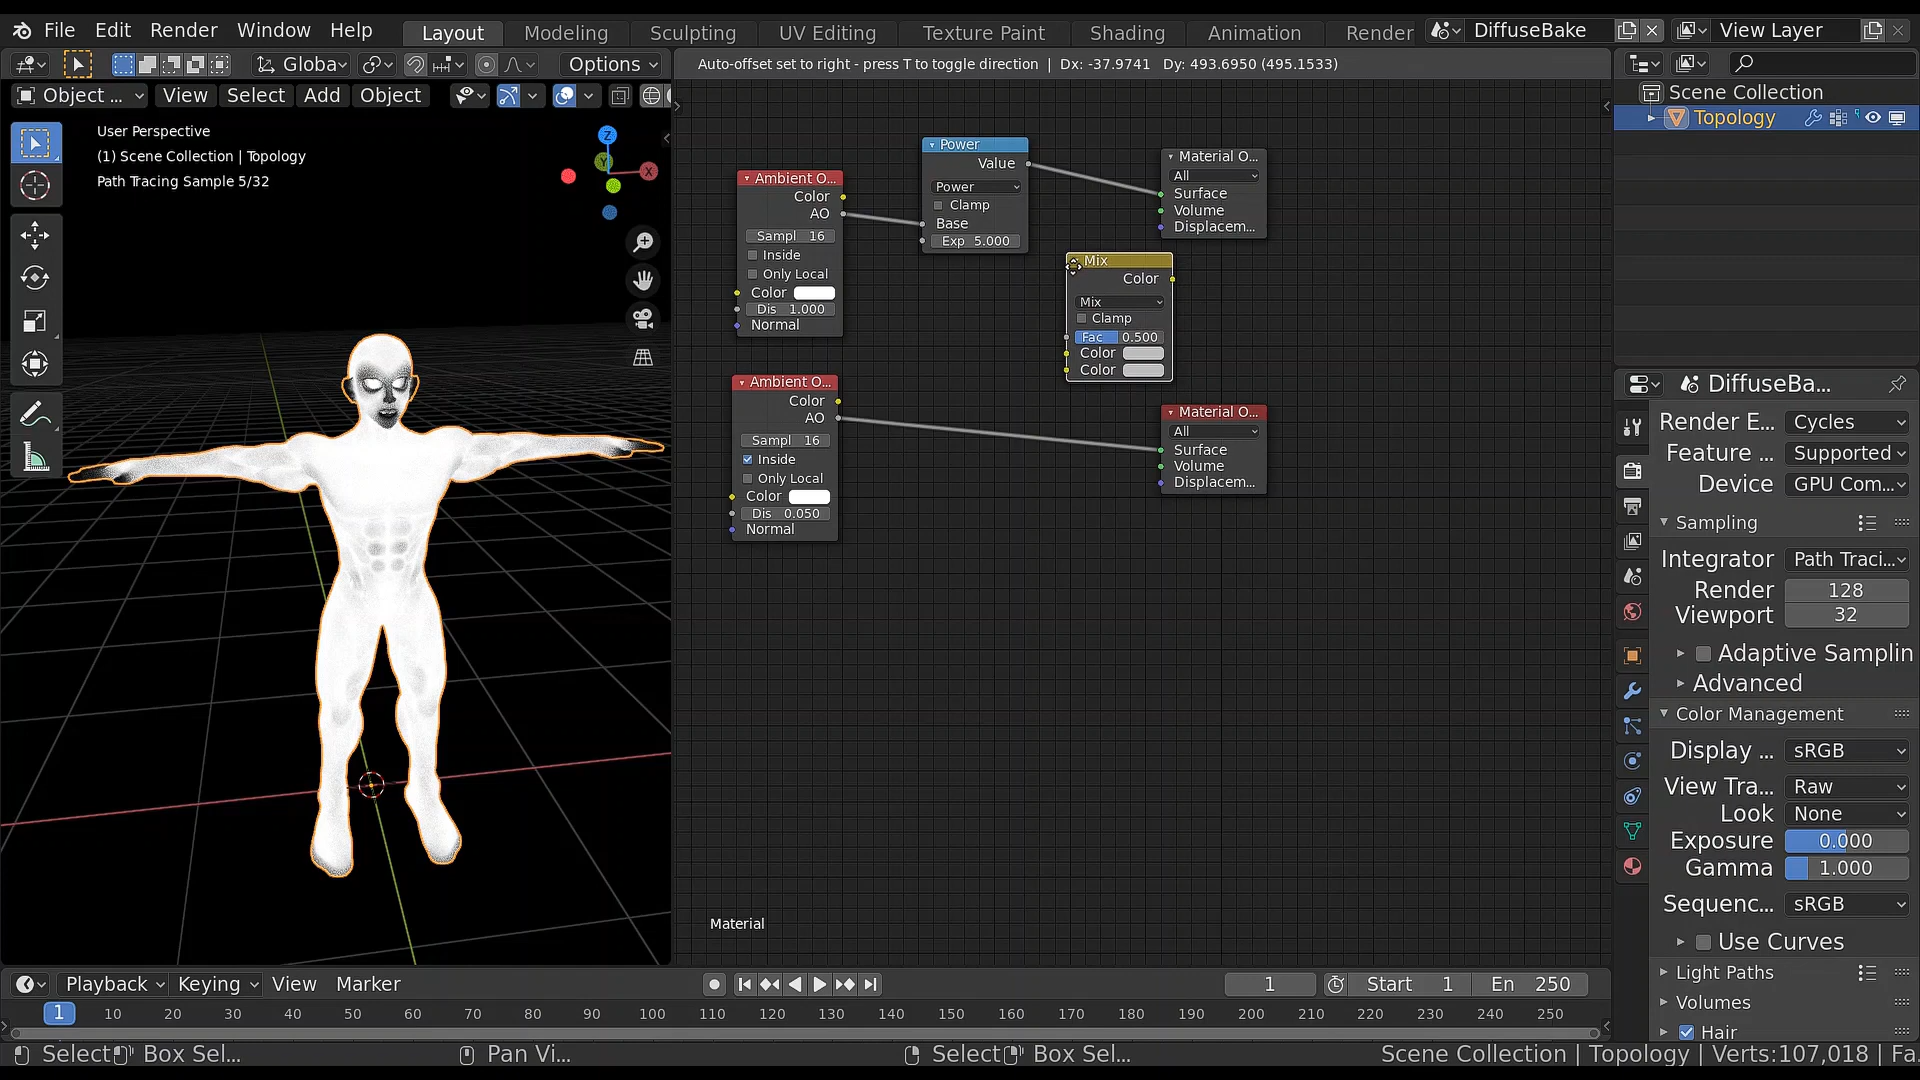 File Edit Render Window Help Layout Modeling Sculpting UV Editing Texture Paint Shading Animation Render DiffuseBake View Layer
Globa Options Auto-offset set to right - press T to toggle direction | Dx: -37.9741 Dy: 493.6950 (495.1533)
Object ... View Select Add Object
Scene Collection
Topology
User Perspective
(1) Scene Collection | Topology
Path Tracing Sample 5/32
Z
Y
X
Ambient O...
Color
AO
Sampl 16
Inside
Only Local
Color
Dis 1.000
Normal
Power
Value
Power
Clamp
Base
Exp 5.000
Material O...
All
Surface
Volume
Displacem...
Mix
Color
Mix
Clamp
Fac 0.500
Color
Color
Ambient O...
Color
AO
Sampl 16
Inside
Only Local
Color
Dis 0.050
Normal
Material O...
All
Surface
Volume
Displacem...
Material
DiffuseBa...
Render E... Cycles
Feature ... Supported
Device GPU Com...
Sampling
Integrator Path Traci...
Render 128
Viewport 32
Adaptive Samplin
Advanced
Color Management
Display ... sRGB
View Tra... Raw
Look None
Exposure 0.000
Gamma 1.000
Sequenc... sRGB
Use Curves
Light Paths
Volumes
Hair
Playback Keying View Marker 1 Start 1 En 250
1 10 20 30 40 50 60 70 80 90 100 110 120 130 140 150 160 170 180 190 200 210 220 230 240 250
Select Box Sel... Pan Vi... Select Box Sel... Scene Collection | Topology | Verts:107,018 | Fa.